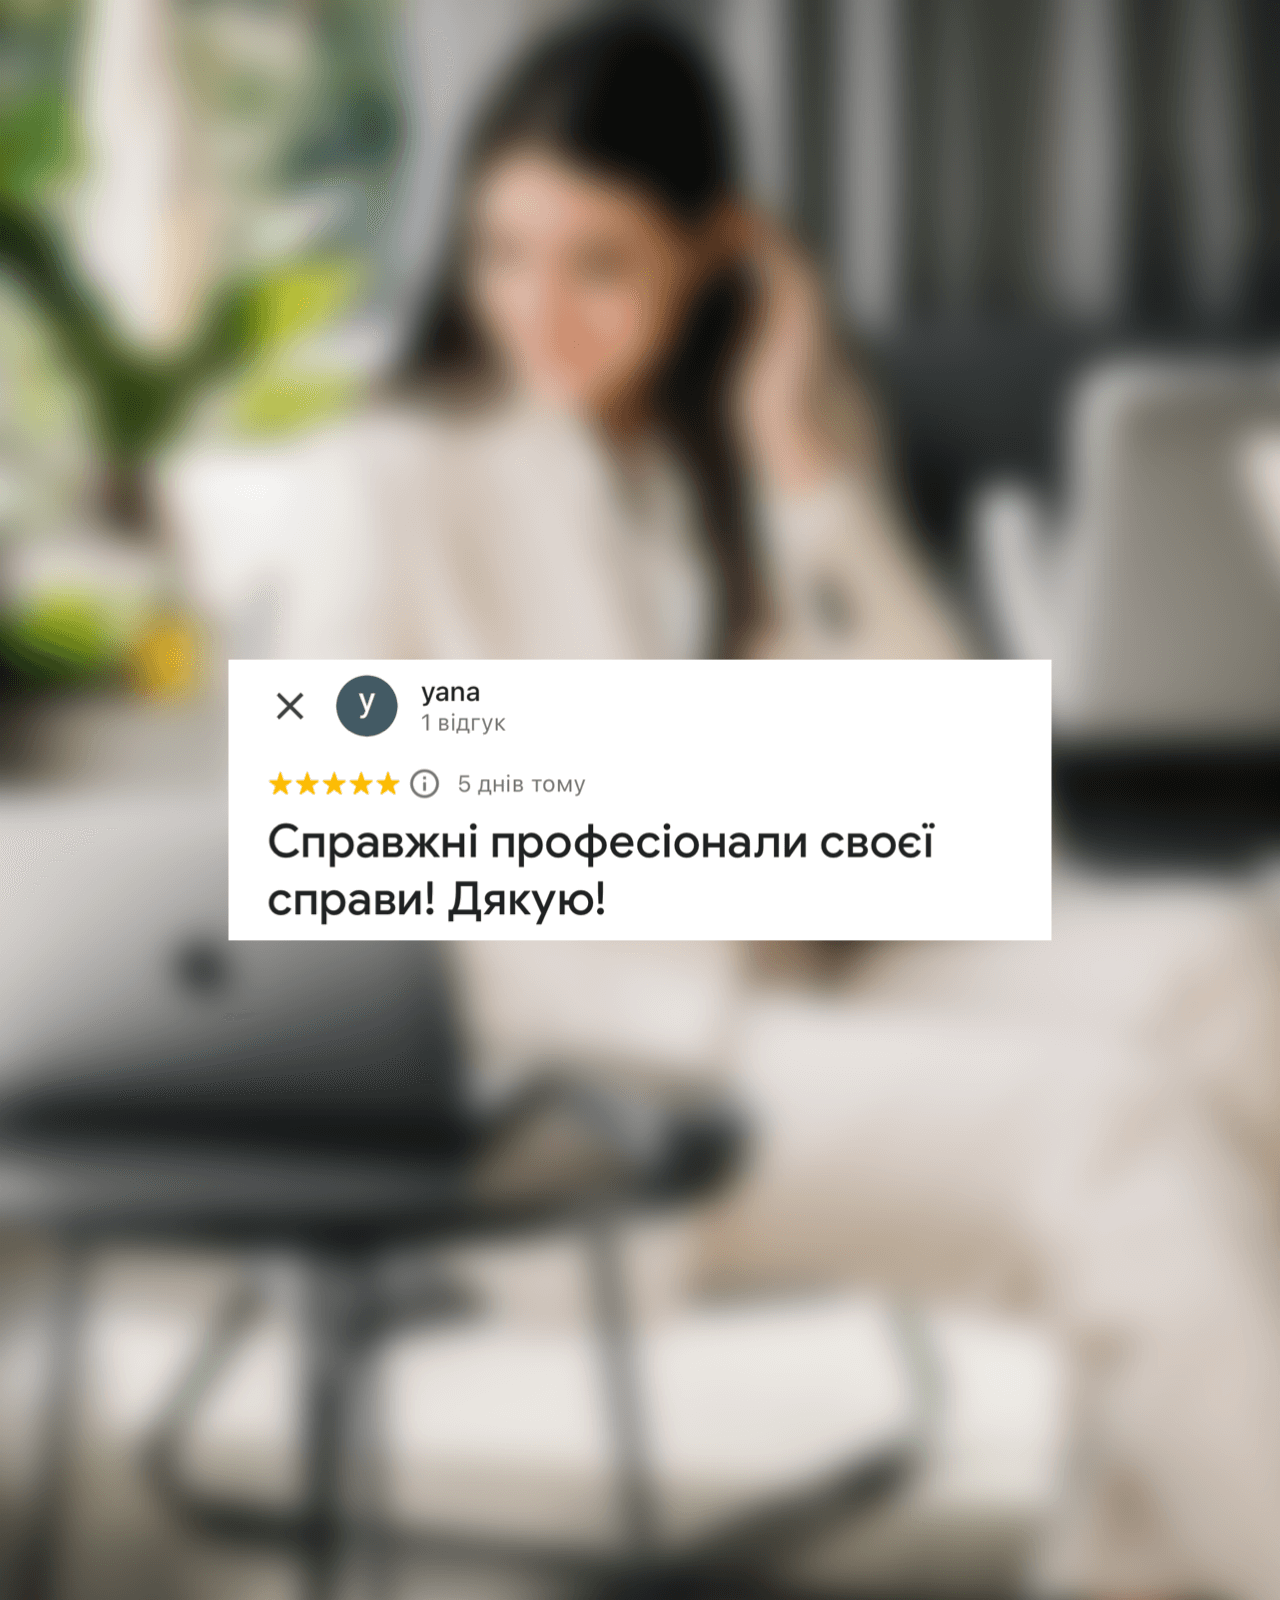 y
yana
1 відгук
5 днів тому
Справжні професіонали своєї
справи! Дякую!